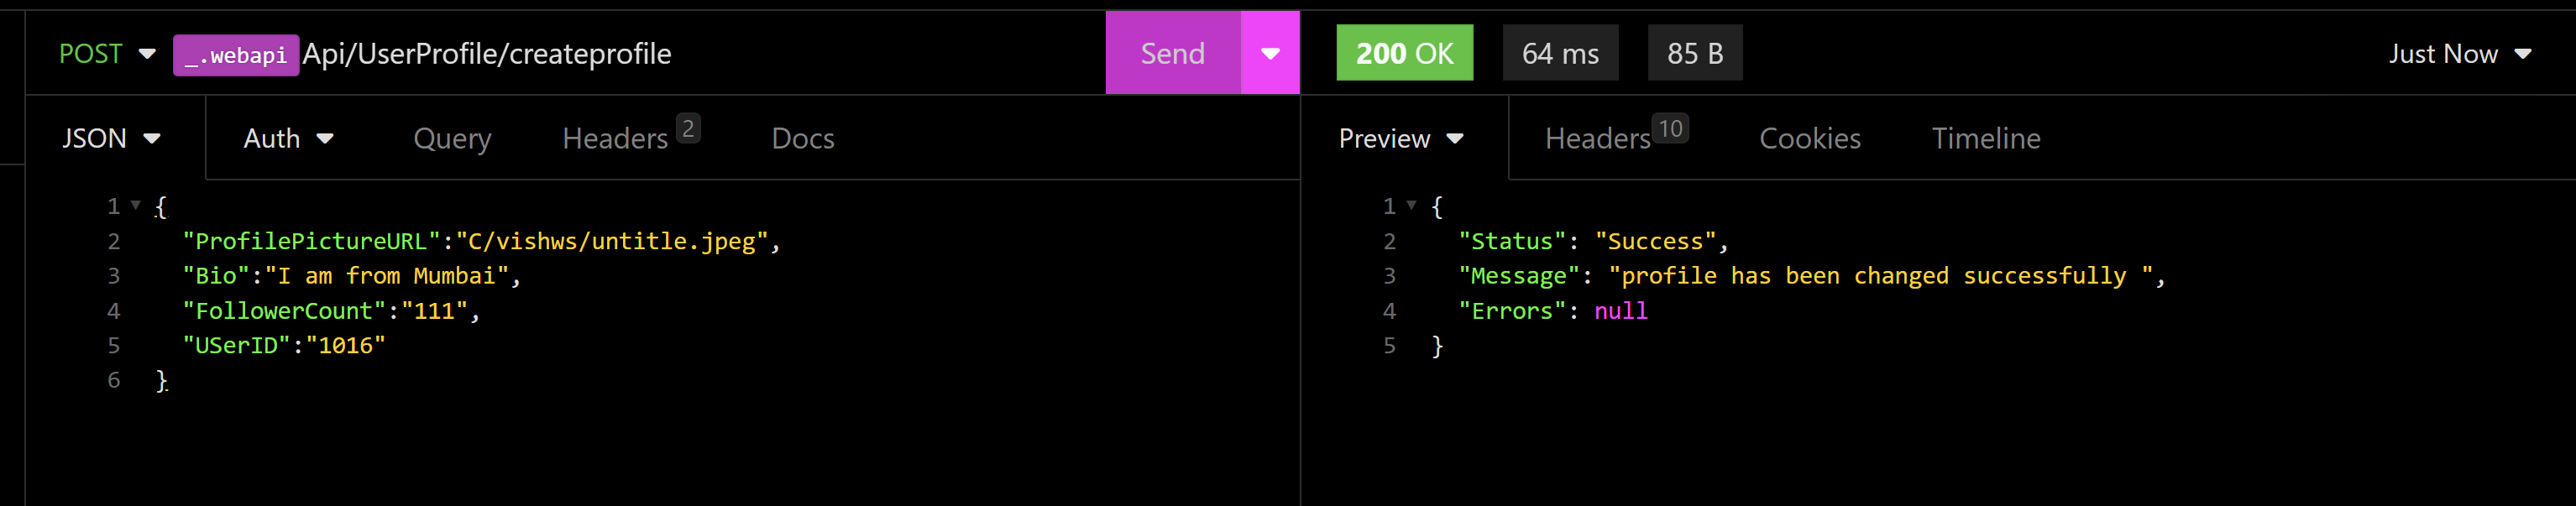 POST _.webapi Api/UserProfile/createprofile Send 200 OK 64 ms 85 B Just Now
JSON Auth Query Headers 2 Docs Preview Headers 10 Cookies Timeline
1 {
2 "ProfilePictureURL":"C/vishws/untitle.jpeg",
3 "Bio":"I am from Mumbai",
4 "FollowerCount":"111",
5 "USerID":"1016"
6 }
1 {
2 "Status": "Success",
3 "Message": "profile has been changed successfully ",
4 "Errors": null
5 }